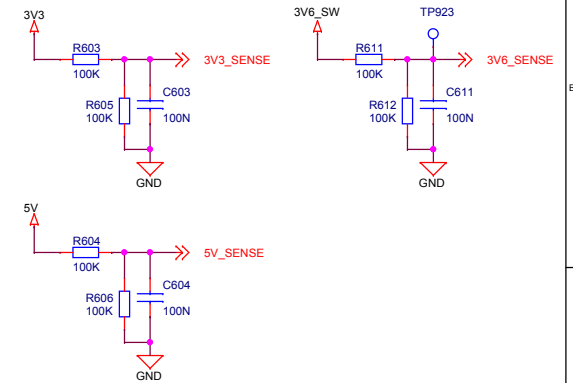 3V3
R603
100K
3V3_SENSE
R605
100K
C603
100N
GND
3V6_SW
TP923
R611
100K
3V6_SENSE
R612
100K
C611
100N
GND
5V
R604
100K
5V_SENSE
R606
100K
C604
100N
GND